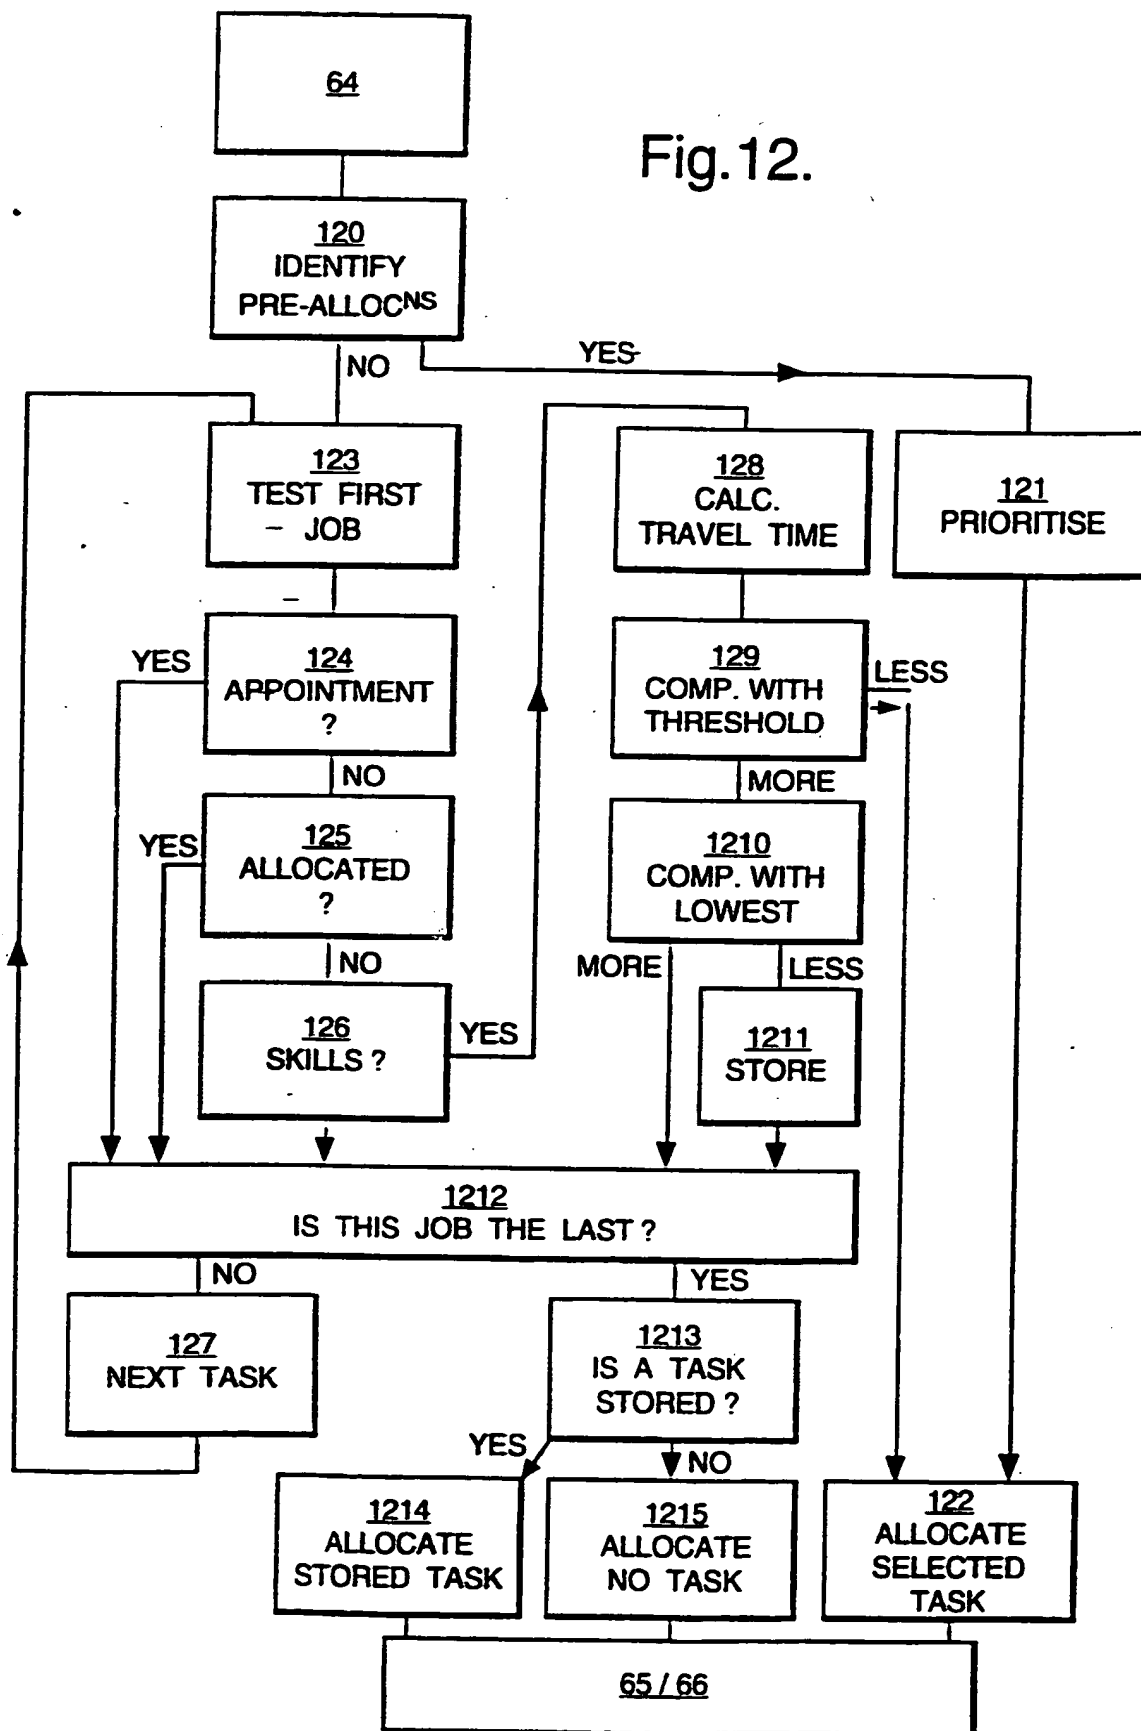 64
Fig.12.
120
IDENTIFY
PRE-ALLOCNS
NO
YES
123
TEST FIRST
JOB
128
CALC.
TRAVEL TIME
121
PRIORITISE
YES
124
APPOINTMENT
?
129
COMP. WITH
THRESHOLD
LESS
NO
MORE
YES
125
ALLOCATED
?
1210
COMP. WITH
LOWEST
NO
MORE
LESS
126
SKILLS ?
YES
1211
STORE
1212
IS THIS JOB THE LAST ?
NO
YES
127
NEXT TASK
1213
IS A TASK
STORED ?
YES
NO
1214
ALLOCATE
STORED TASK
1215
ALLOCATE
NO TASK
122
ALLOCATE
SELECTED
TASK
65 / 66